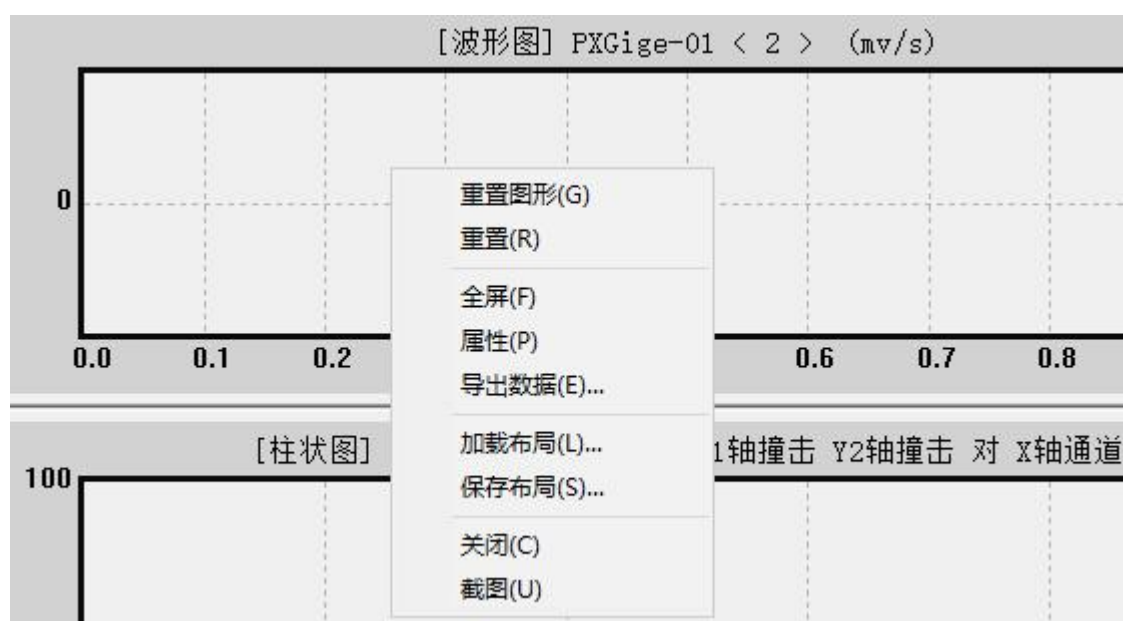 [波形图] PXGige-01 < 2 > (mv/s)
0
0.0 0.1 0.2 0.6 0.7 0.8
重置图形(G)
重置(R)
全屏(F)
属性(P)
导出数据(E)...
加载布局(L)...
保存布局(S)...
关闭(C)
截图(U)
[柱状图] 1轴撞击 Y2轴撞击 对 X轴通道
100